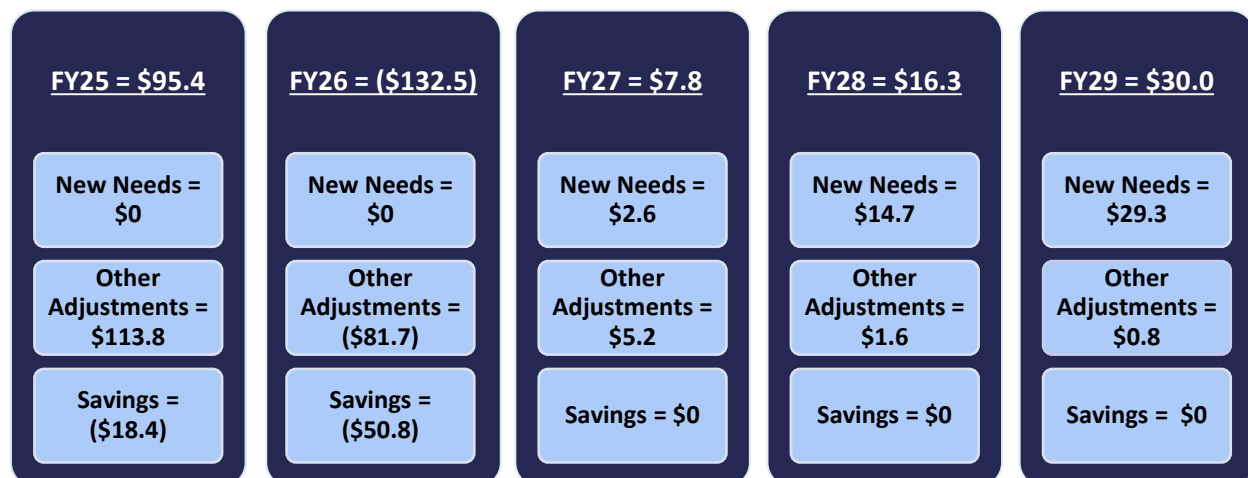 FY25 = $95.4
New Needs =
$0
Other
Adjustments =
$113.8
Savings =
($18.4)
FY26 = ($132.5)
New Needs =
$0
Other
Adjustments =
($81.7)
Savings =
($50.8)
FY27 = $7.8
New Needs =
$2.6
Other
Adjustments =
$5.2
Savings = $0
FY28 = $16.3
New Needs =
$14.7
Other
Adjustments =
$1.6
Savings = $0
FY29 = $30.0
New Needs =
$29.3
Other
Adjustments =
$0.8
Savings =  $0